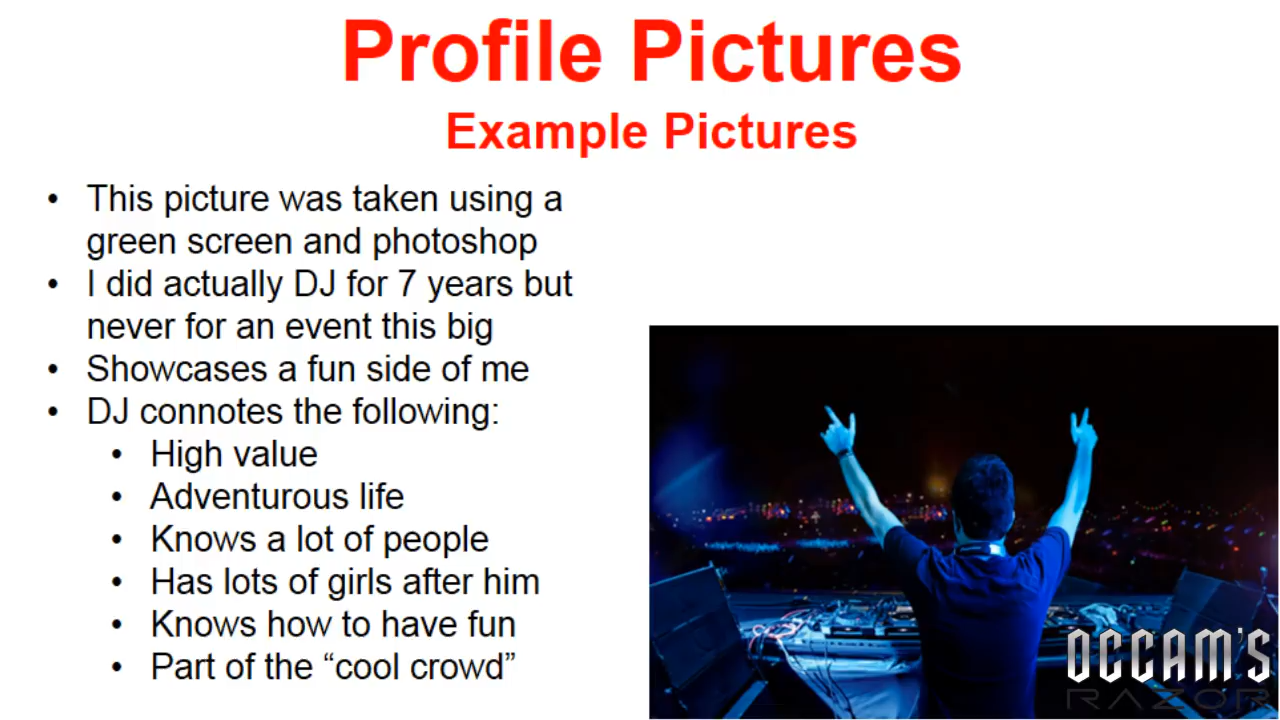 Profile Pictures
Example Pictures
• This picture was taken using a
green screen and photoshop
• I did actually DJ for 7 years but
never for an event this big
• Showcases a fun side of me
• DJ connotes the following:
• High value
• Adventurous life
• Knows a lot of people
• Has lots of girls after him
• Knows how to have fun
• Part of the “cool crowd”
OCCAM'S
RAZOR